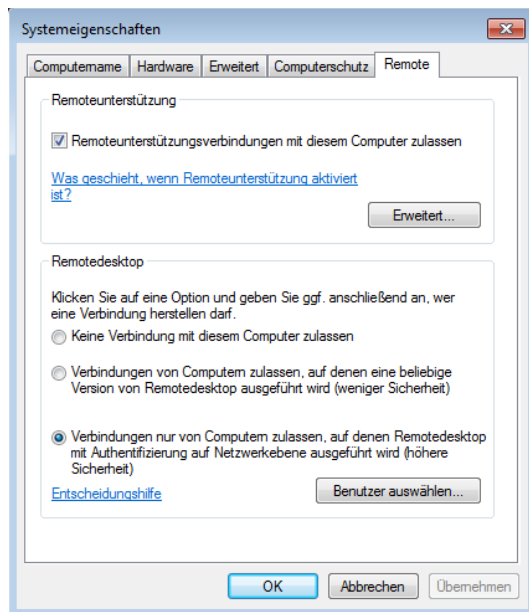 Systemeigenschaften
Computername Hardware Erweitert Computerschutz Remote
Remoteunterstützung
Remoteunterstützungsverbindungen mit diesem Computer zulassen
Was geschieht, wenn Remoteunterstützung aktiviert
ist?
Erweitert...
Remotedesktop
Klicken Sie auf eine Option und geben Sie ggf. anschließend an, wer
eine Verbindung herstellen darf.
Keine Verbindung mit diesem Computer zulassen
Verbindungen von Computern zulassen, auf denen eine beliebige
Version von Remotedesktop ausgeführt wird (weniger Sicherheit)
Verbindungen nur von Computern zulassen, auf denen Remotedesktop
mit Authentifizierung auf Netzwerkebene ausgeführt wird (höhere
Sicherheit)
Entscheidungshilfe Benutzer auswählen...
OK Abbrechen Übernehmen